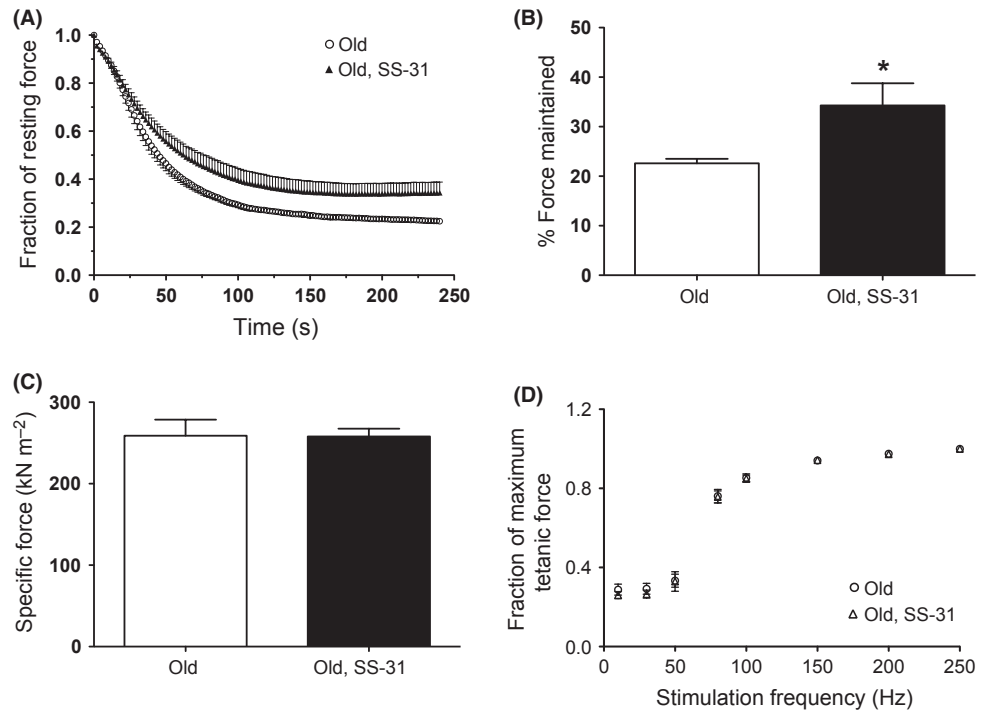 (A)
Fraction of resting force
1.0
0.8
0.6
0.4
0.2
0.0
0 50 100 150 200 250
Time (s)
Old
Old, SS-31
(B)
% Force maintained
50
40
30
20
10
0
*
Old Old, SS-31
(C)
Specific force (kN m−2)
300
200
100
0
Old Old, SS-31
(D)
Fraction of maximum
tetanic force
1.2
0.8
0.4
0.0
0 50 100 150 200 250
Stimulation frequency (Hz)
Old
Old, SS-31